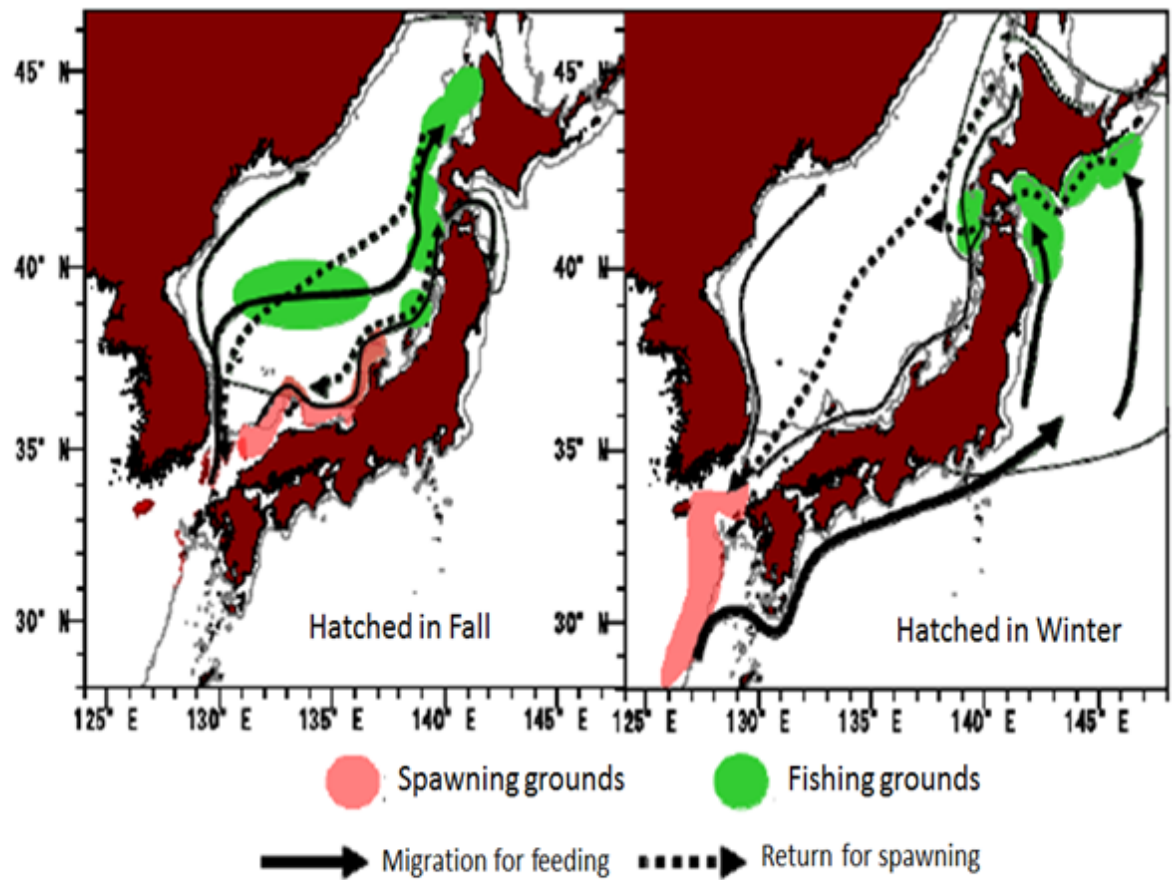 45° N
40° N
35° N
30° N
Hatched in Fall
Hatched in Winter
125° E 130° E 135° E 140° E 145° E
125° E 130° E 135° E 140° E 145° E
45° N
40° N
35° N
30° N
Spawning grounds
Fishing grounds
Migration for feeding
Return for spawning